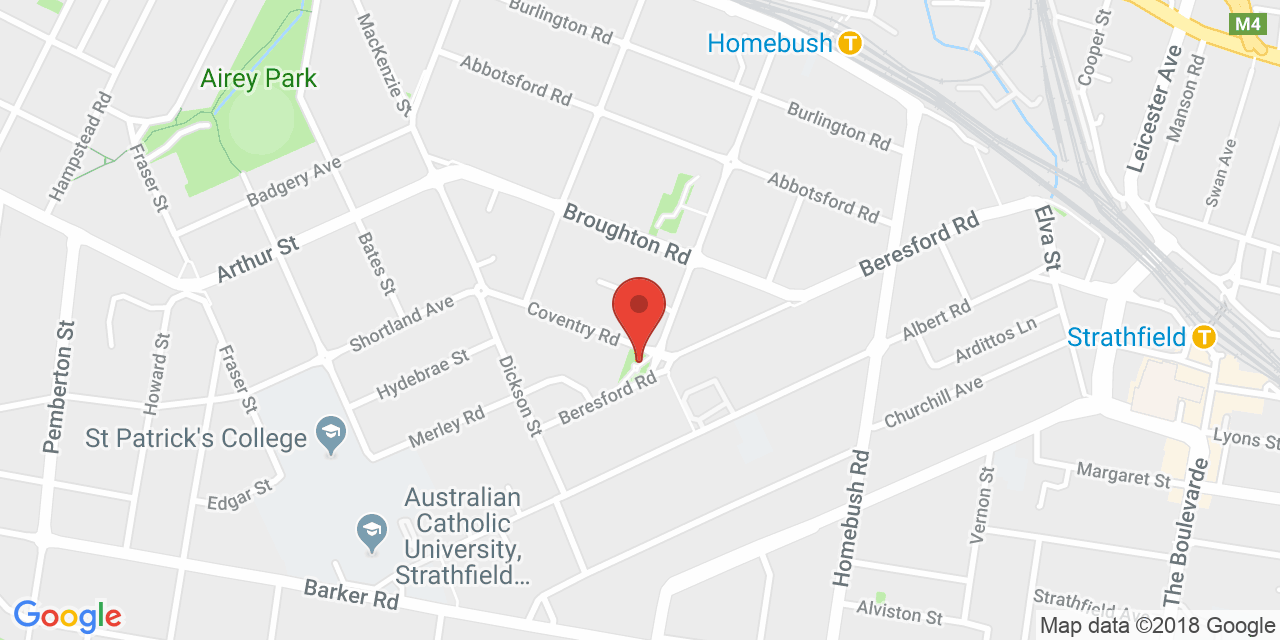 Burlington Rd
M4
Homebush
T
Cooper St
Leicester Ave
Manson Rd
Swan Ave
MacKenzie St
Abbotsford Rd
Airey Park
Hampstead Rd
Burlington Rd
Fraser St
Badgery Ave
Abbotsford Rd
Broughton Rd
Beresford Rd
Elva St
Arthur St
Bates St
Shortland Ave
Coventry Rd
Albert Rd
Ardittos Ln
Strathfield
T
Pemberton St
Howard St
Fraser St
Hydebrae St
Dickson St
Merley Rd
Beresford Rd
Churchill Ave
St Patrick's College
Lyons St
Margaret St
Edgar St
Vernon St
The Boulevarde
Homebush Rd
Australian
Catholic
University,
Strathfield...
Barker Rd
Alviston St
Strathfield Ave
Google
Map data ©2018 Google